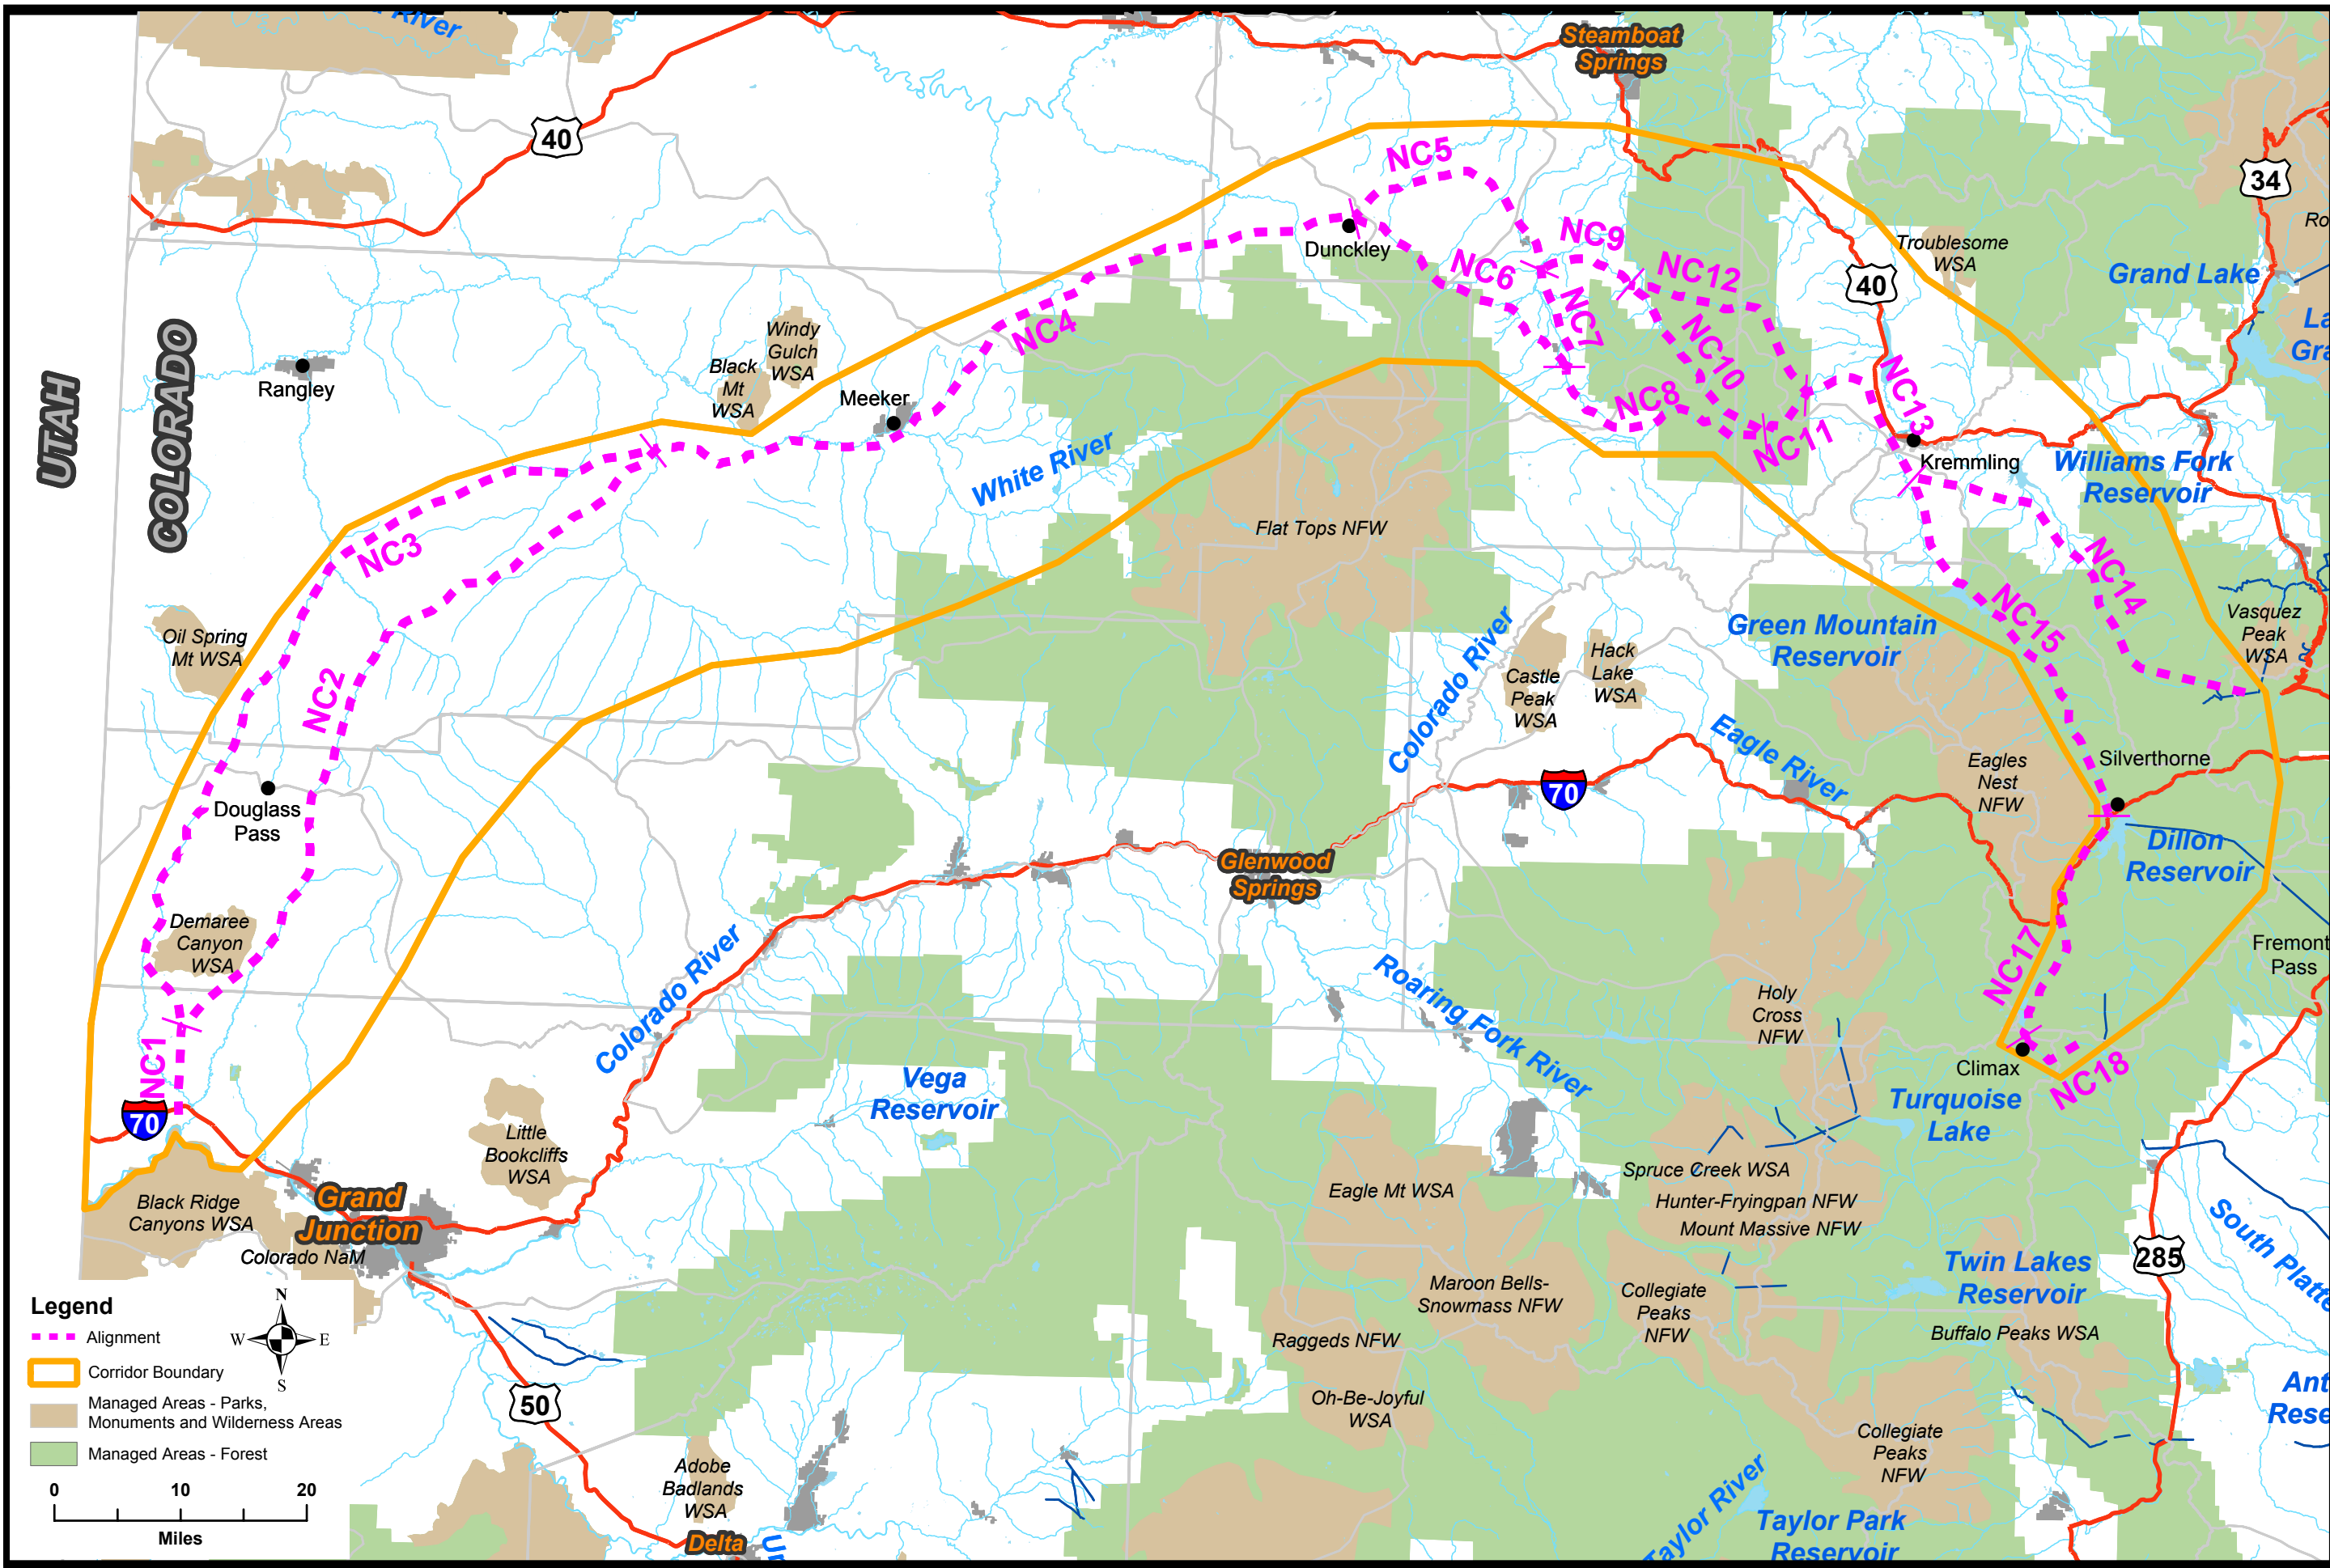 River
Steamboat
Springs
40
34
Ro
NC5
Dunckley
NC9
NC6
NC12
NC7
NC10
Troublesome
WSA
40
Grand Lake
La
Gra
UTAH
COLORADO
Rangley
Windy
Gulch
WSA
Black
Mt
WSA
Meeker
NC4
NC8
NC11
NC13
Kremmling
Williams Fork
Reservoir
White River
Flat Tops NFW
NC3
NC14
NC15
Vasquez
Peak
WSA
Oil Spring
Mt WSA
NC2
Green Mountain
Reservoir
Colorado River
Castle
Peak
WSA
Hack
Lake
WSA
Eagle River
70
Eagles
Nest
NFW
Silverthorne
Douglass
Pass
Dillon
Reservoir
Glenwood
Springs
Demaree
Canyon
WSA
Colorado River
Roaring Fork River
Holy
Cross
NFW
NC17
Fremont
Pass
NC1
70
Climax
NC18
Vega
Reservoir
Turquoise
Lake
Little
Bookcliffs
WSA
Black Ridge
Canyons WSA
Grand
Junction
Colorado NaM
Eagle Mt WSA
Spruce Creek WSA
Hunter-Fryingpan NFW
Mount Massive NFW
South Platte
285
Twin Lakes
Reservoir
Maroon Bells-
Snowmass NFW
Collegiate
Peaks
NFW
Raggeds NFW
Buffalo Peaks WSA
Oh-Be-Joyful
WSA
Ant
Rese
50
Collegiate
Peaks
NFW
Adobe
Badlands
WSA
Delta
Un
Taylor River
Taylor Park
Reservoir
Legend
N
W E
S
Alignment
Corridor Boundary
Managed Areas - Parks,
Monuments and Wilderness Areas
Managed Areas - Forest
0 10 20
Miles